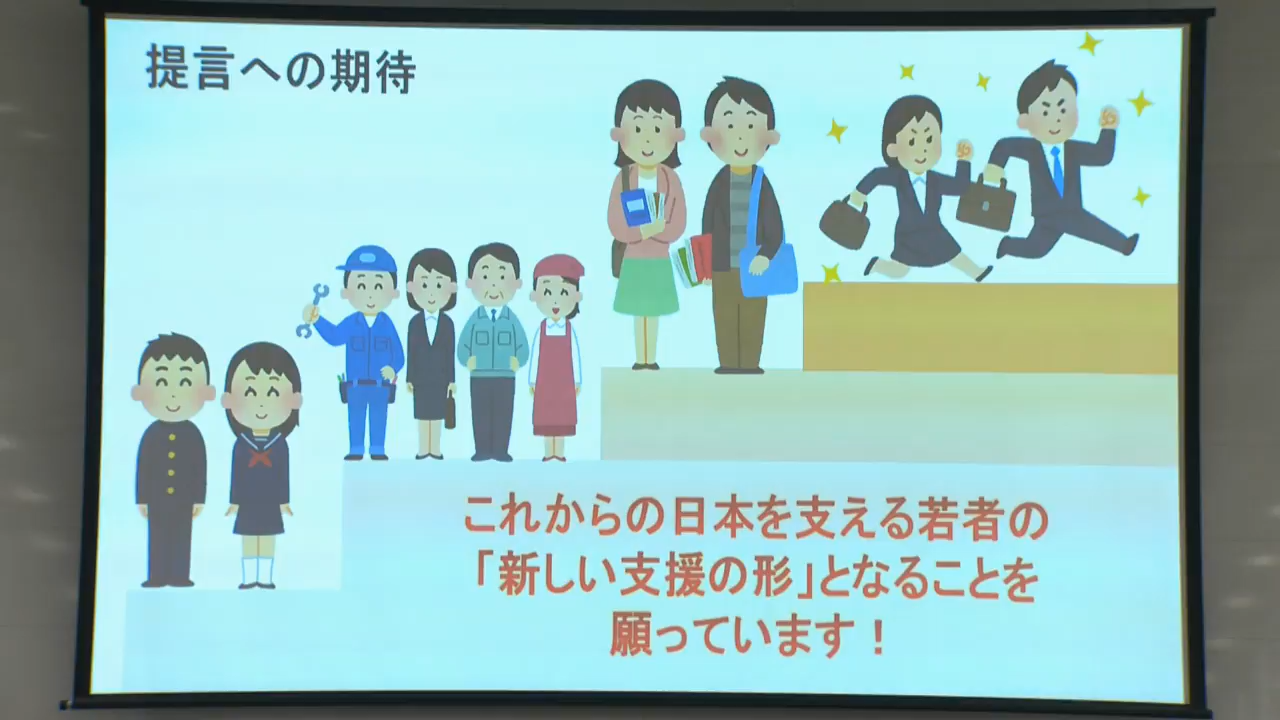 提言への期待
これからの日本を支える若者の
「新しい支援の形」となることを
願っています！